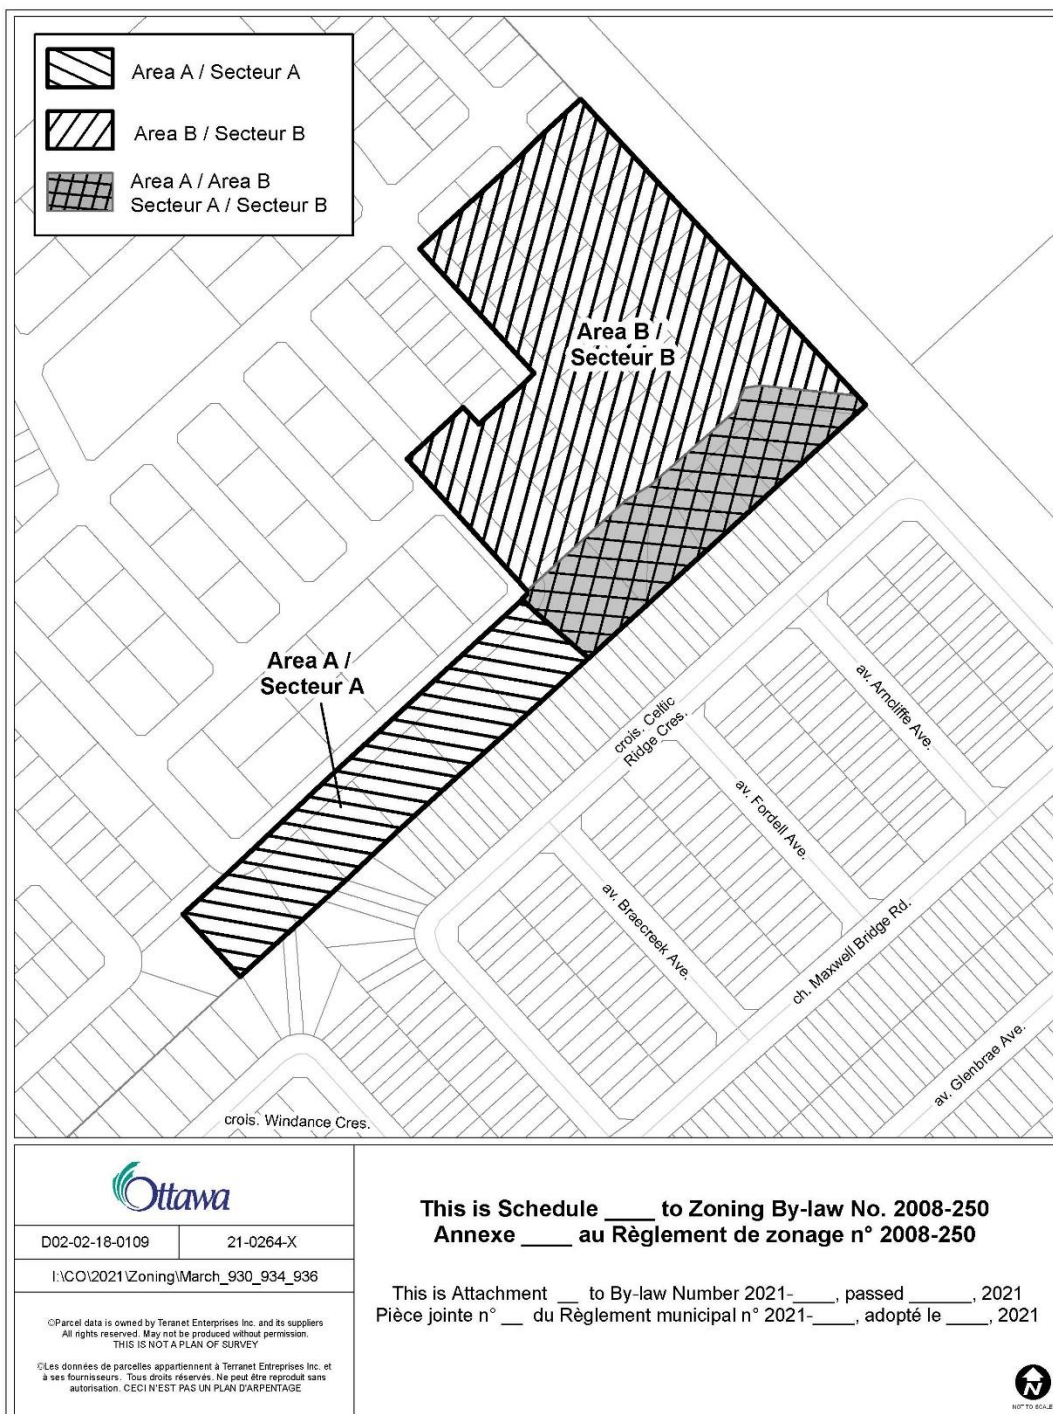 Area A / Secteur A
Area B / Secteur B
Area A / Area B
Secteur A / Secteur B
Area B /
Secteur B
Area A /
Secteur A
crois. Celtic
Ridge Cres.
av. Arncliffe Ave.
av. Fordell Ave.
av. Braecreek Ave.
ch. Maxwell Bridge Rd.
av. Glenbrae Ave.
crois. Windance Cres.
Ottawa
D02-02-18-0109
21-0264-X
I:\CO\2021\Zoning\March_930_934_936
©Parcel data is owned by Teranet Enterprises Inc. and its suppliers
All rights reserved. May not be produced without permission.
THIS IS NOT A PLAN OF SURVEY
©Les données de parcelles appartiennent à Terranet Entreprises Inc. et
à ses fournisseurs. Tous droits réservés. Ne peut être reproduit sans
autorisation. CECI N'EST PAS UN PLAN D'ARPENTAGE
This is Schedule ____ to Zoning By-law No. 2008-250
Annexe ____ au Règlement de zonage n° 2008-250
This is Attachment __ to By-law Number 2021-____, passed ______, 2021
Pièce jointe n° __ du Règlement municipal n° 2021-____, adopté le ____, 2021
N
NOT TO SCALE